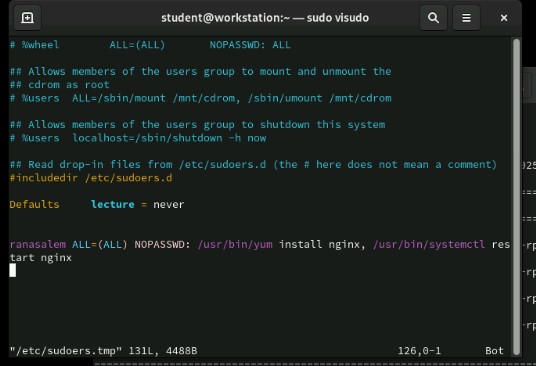 student@workstation:~ — sudo visudo
# %wheel        ALL=(ALL)       NOPASSWD: ALL
## Allows members of the users group to mount and unmount the
## cdrom as root
# %users  ALL=/sbin/mount /mnt/cdrom, /sbin/umount /mnt/cdrom
## Allows members of the users group to shutdown this system
# %users  localhost=/sbin/shutdown -h now
## Read drop-in files from /etc/sudoers.d (the # here does not mean a comment)
#includedir /etc/sudoers.d
Defaults     lecture = never
ranasalem ALL=(ALL) NOPASSWD: /usr/bin/yum install nginx, /usr/bin/systemctl res
tart nginx
"/etc/sudoers.tmp" 131L, 4488B                                126,0-1       Bot